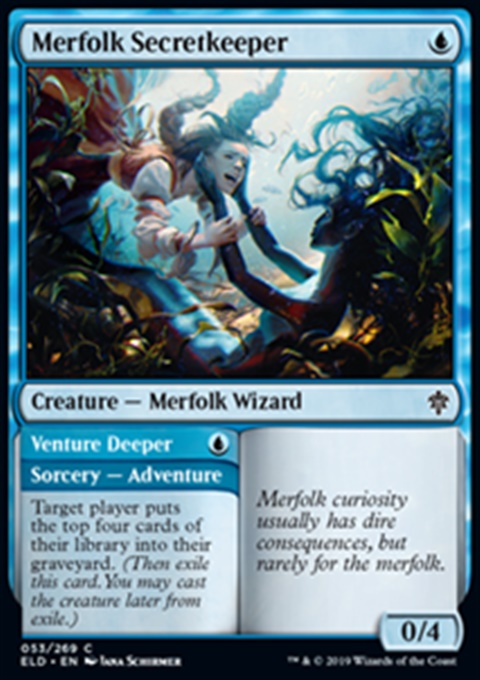 Merfolk Secretkeeper
Creature — Merfolk Wizard
Venture Deeper
Sorcery — Adventure
Target player puts
the top four cards of
their library into their
graveyard. (Then exile
this card. You may cast
the creature later from
exile.)
Merfolk curiosity
usually has dire
consequences, but
rarely for the merfolk.
0/4
053/269 C
ELD • EN Jana Schirmer
™ & © 2019 Wizards of the Coast